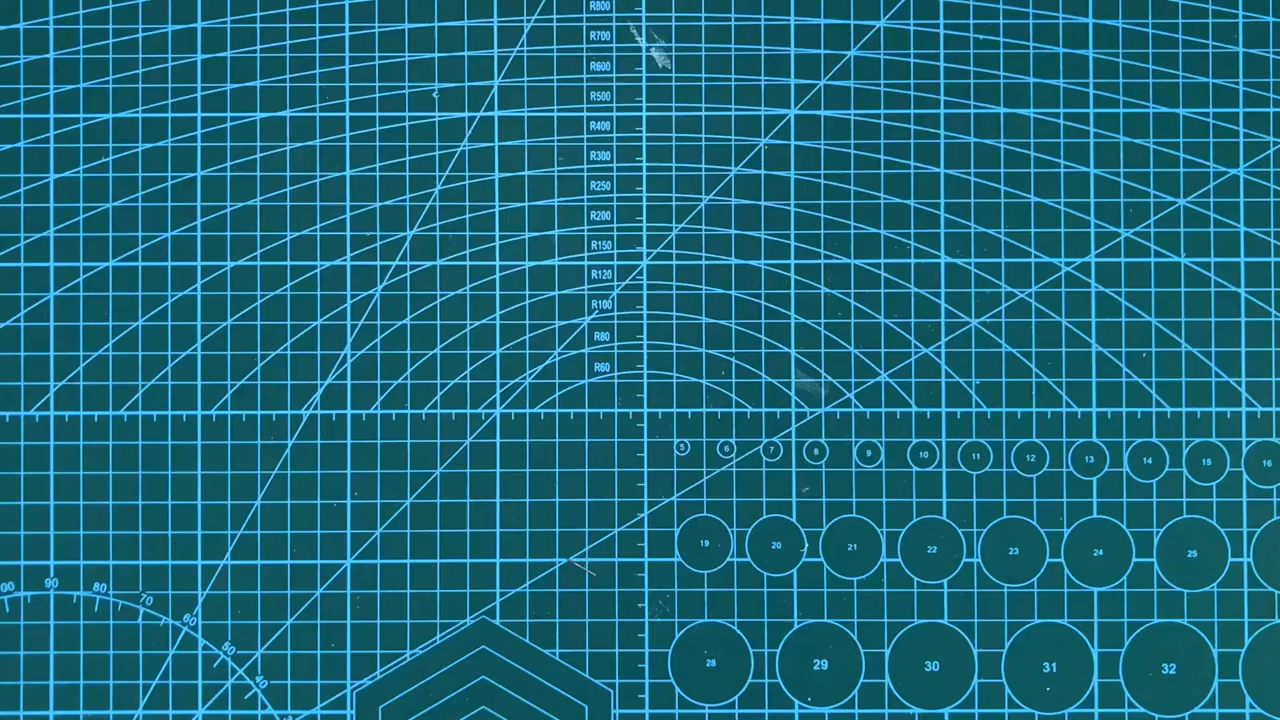 R800
R700
R600
R500
R400
R300
R250
R200
R150
R120
R100
R80
R60
5 6 7 8 9 10 11 12 13 14 15 16
19 20 21 22 23 24 25
00 90 80 70 60 50 40
28 29 30 31 32